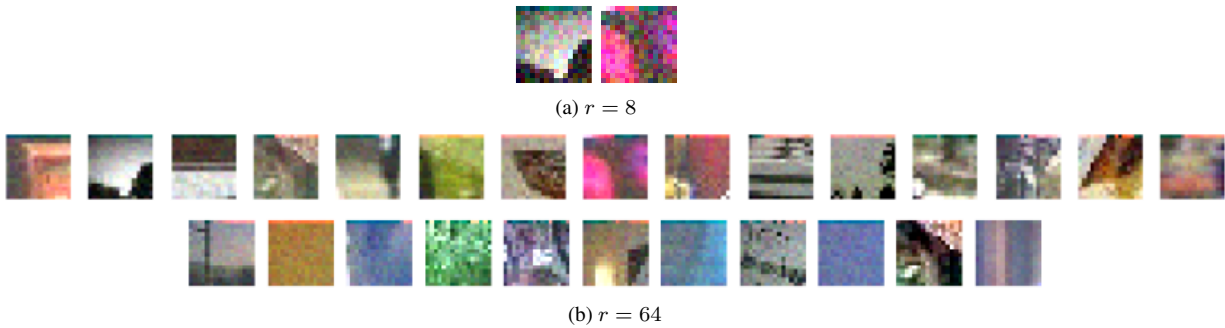 (a) r = 8
(b) r = 64